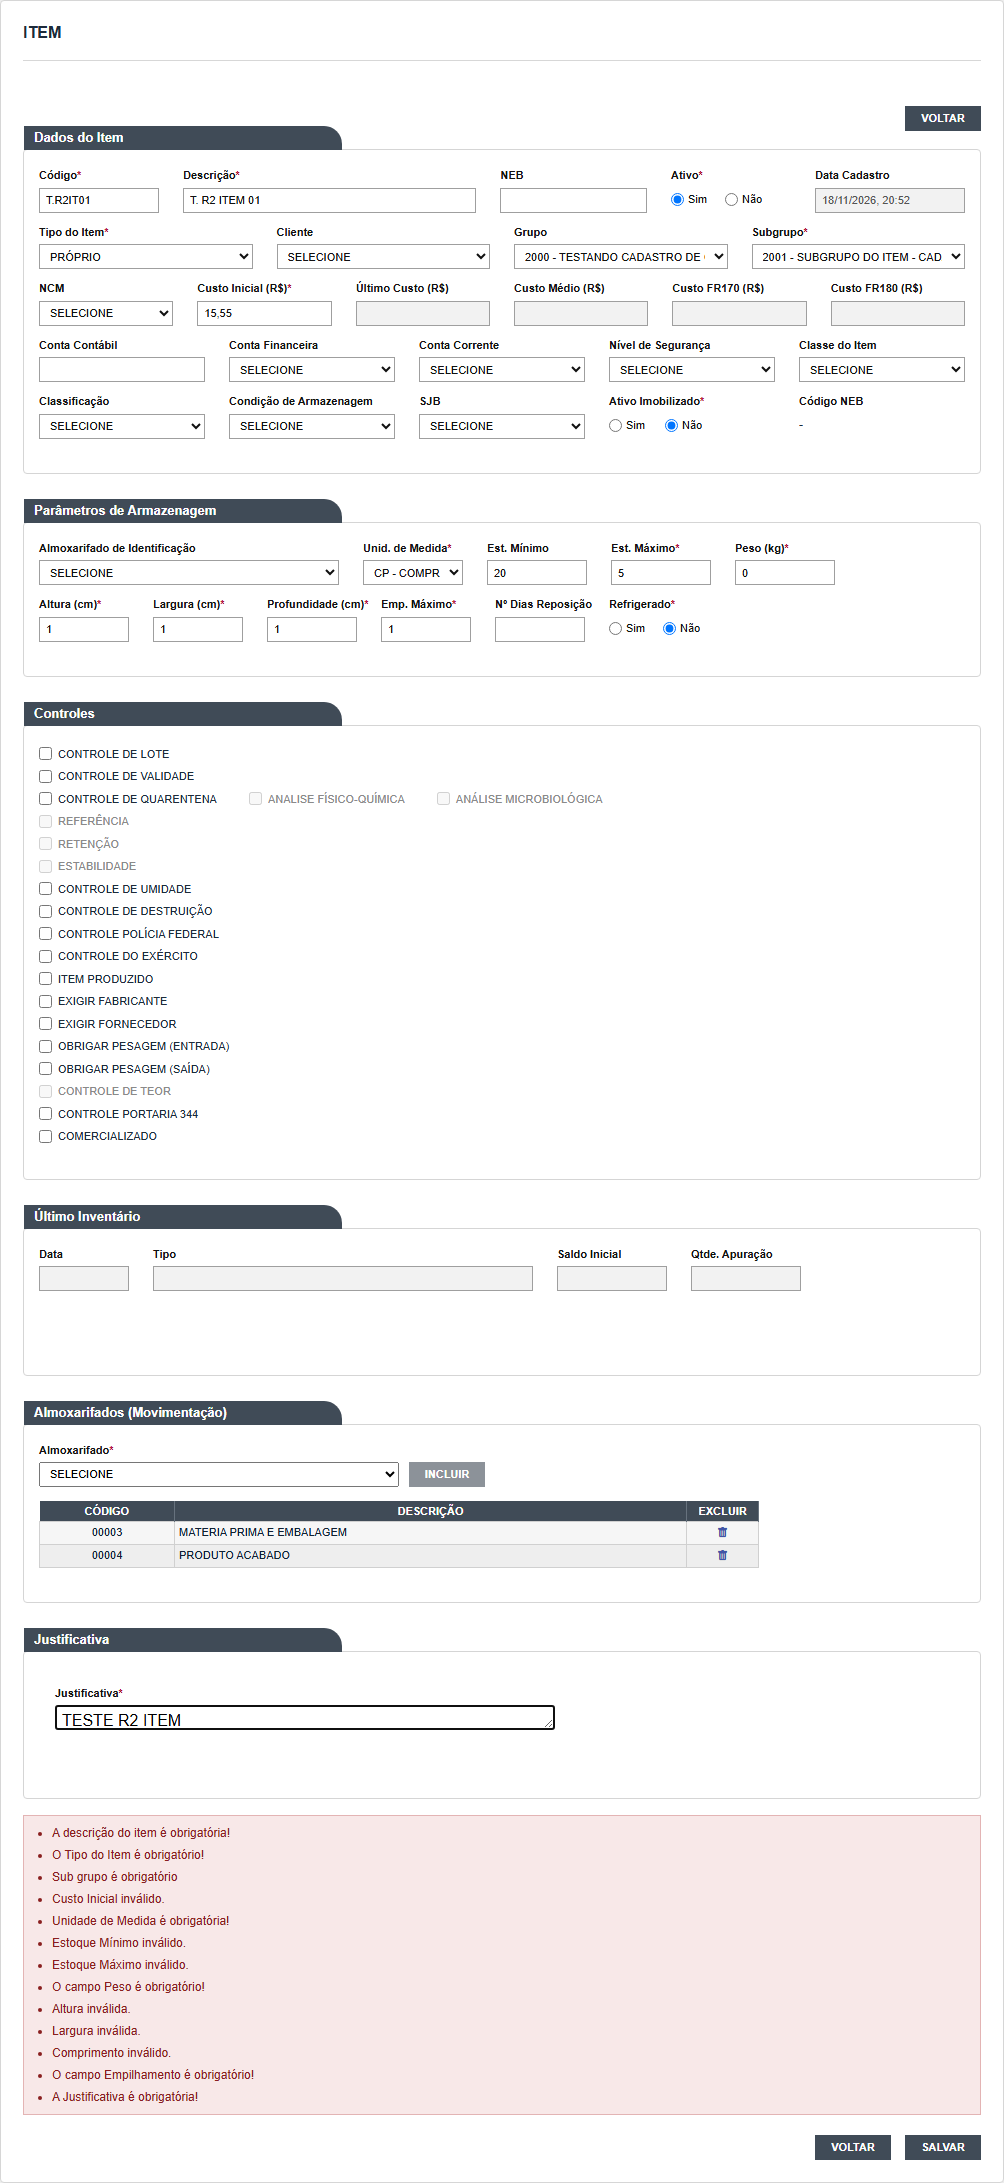 ITEM
VOLTAR
Dados do Item
Código* Descrição* NEB Ativo* Data Cadastro
T.R2IT01 T. R2 ITEM 01 Sim Não 18/11/2026, 20:52
Tipo do Item* Cliente Grupo Subgrupo*
PRÓPRIO SELECIONE 2000 - TESTANDO CADASTRO DE 2001 - SUBGRUPO DO ITEM - CAD
NCM Custo Inicial (R$)* Último Custo (R$) Custo Médio (R$) Custo FR170 (R$) Custo FR180 (R$)
SELECIONE 15,55
Conta Contábil Conta Financeira Conta Corrente Nível de Segurança Classe do Item
SELECIONE SELECIONE SELECIONE SELECIONE
Classificação Condição de Armazenagem SJB Ativo Imobilizado* Código NEB
SELECIONE SELECIONE SELECIONE Sim Não -
Parâmetros de Armazenagem
Almoxarifado de Identificação Unid. de Medida* Est. Mínimo Est. Máximo* Peso (kg)*
SELECIONE CP - COMPR 20 5 0
Altura (cm)* Largura (cm)* Profundidade (cm)* Emp. Máximo* Nº Dias Reposição Refrigerado*
1 1 1 1 Sim Não
Controles
CONTROLE DE LOTE
CONTROLE DE VALIDADE
CONTROLE DE QUARENTENA ANALISE FÍSICO-QUÍMICA ANÁLISE MICROBIOLÓGICA
REFERÊNCIA
RETENÇÃO
ESTABILIDADE
CONTROLE DE UMIDADE
CONTROLE DE DESTRUIÇÃO
CONTROLE POLÍCIA FEDERAL
CONTROLE DO EXÉRCITO
ITEM PRODUZIDO
EXIGIR FABRICANTE
EXIGIR FORNECEDOR
OBRIGAR PESAGEM (ENTRADA)
OBRIGAR PESAGEM (SAÍDA)
CONTROLE DE TEOR
CONTROLE PORTARIA 344
COMERCIALIZADO
Último Inventário
Data Tipo Saldo Inicial Qtde. Apuração
Almoxarifados (Movimentação)
Almoxarifado*
SELECIONE INCLUIR
CÓDIGO DESCRIÇÃO EXCLUIR
00003 MATERIA PRIMA E EMBALAGEM
00004 PRODUTO ACABADO
Justificativa
Justificativa*
TESTE R2 ITEM
• A descrição do item é obrigatória!
• O Tipo do Item é obrigatório!
• Sub grupo é obrigatório
• Custo Inicial inválido.
• Unidade de Medida é obrigatória!
• Estoque Mínimo inválido.
• Estoque Máximo inválido.
• O campo Peso é obrigatório!
• Altura inválida.
• Largura inválida.
• Comprimento inválido.
• O campo Empilhamento é obrigatório!
• A Justificativa é obrigatória!
VOLTAR SALVAR